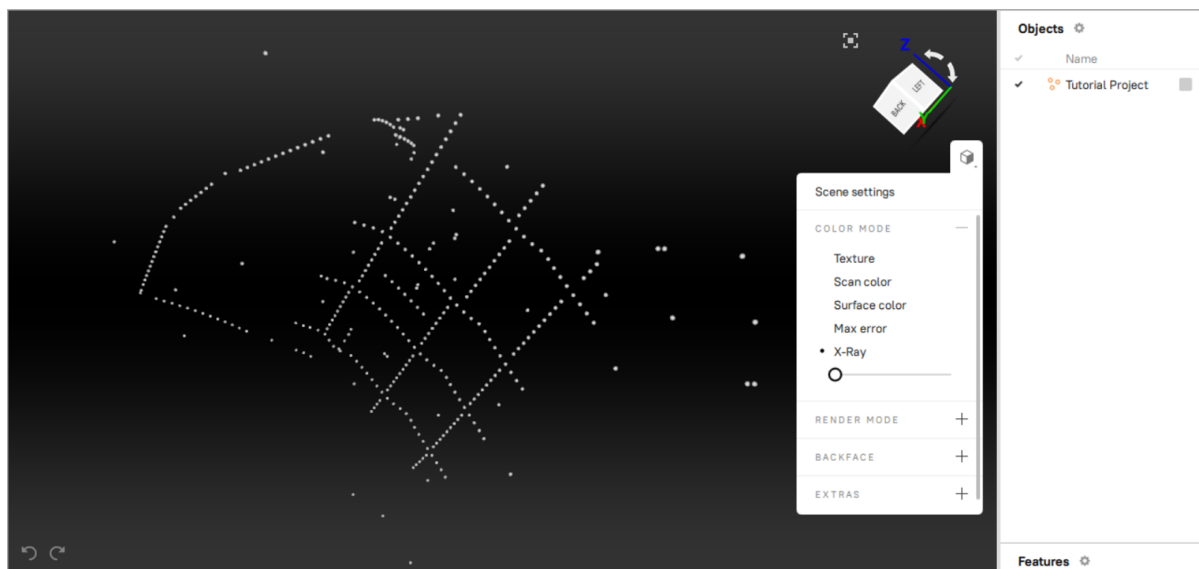 Objects
Name
Tutorial Project
Z
LEFT
BACK
Y
X
Scene settings
COLOR MODE
Texture
Scan color
Surface color
Max error
X-Ray
RENDER MODE
BACKFACE
EXTRAS
Features